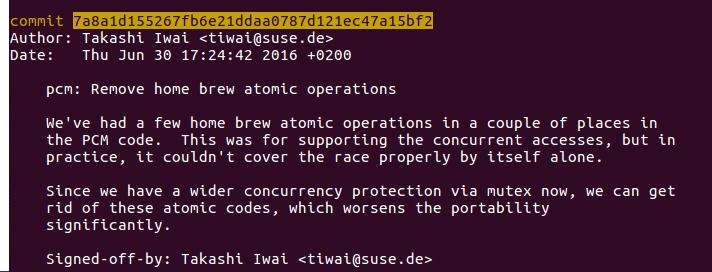 commit 7a8a1d155267fb6e21ddaa0787d121ec47a15bf2
Author: Takashi Iwai <tiwai@suse.de>
Date:   Thu Jun 30 17:24:42 2016 +0200
pcm: Remove home brew atomic operations
We've had a few home brew atomic operations in a couple of places in
the PCM code.  This was for supporting the concurrent accesses, but in
practice, it couldn't cover the race properly by itself alone.
Since we have a wider concurrency protection via mutex now, we can get
rid of these atomic codes, which worsens the portability
significantly.
Signed-off-by: Takashi Iwai <tiwai@suse.de>